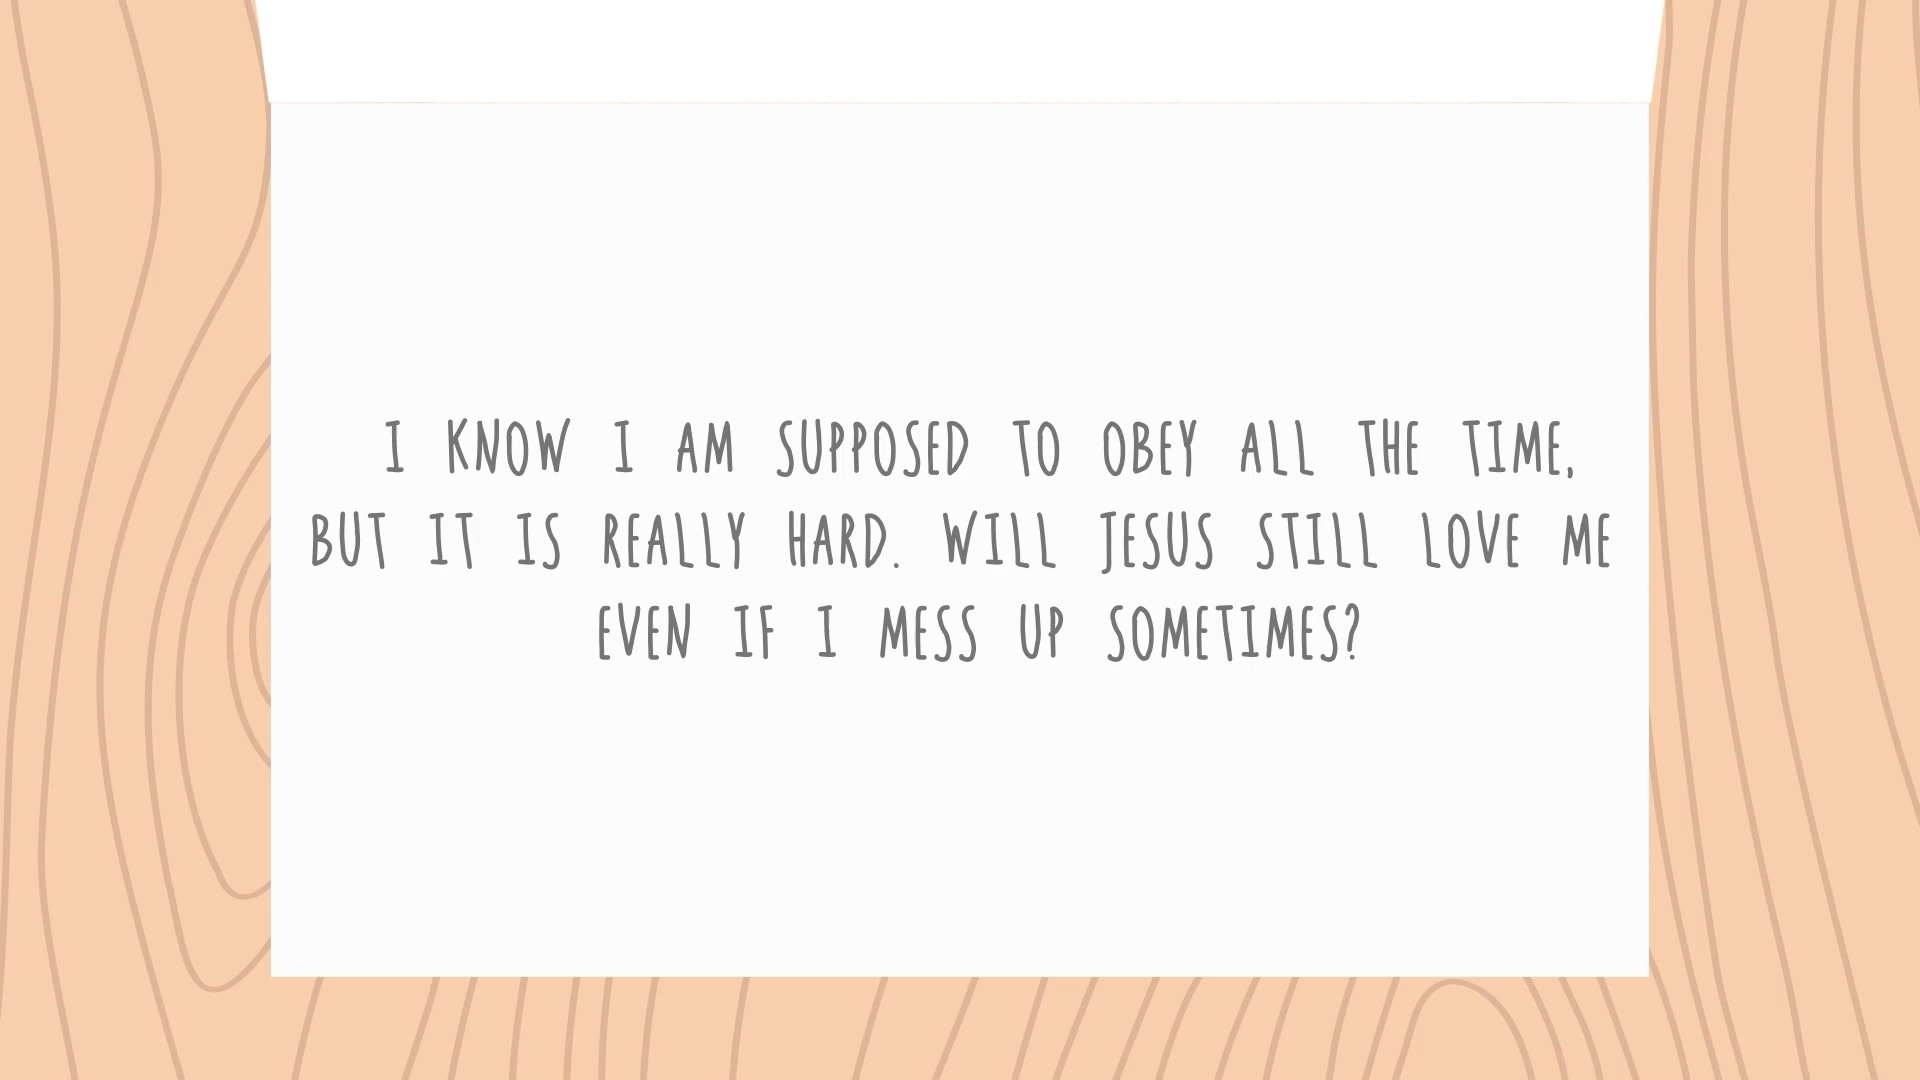 I KNOW I AM SUPPOSED TO OBEY ALL THE TIME,
BUT IT IS REALLY HARD. WILL JESUS STILL LOVE ME
EVEN IF I MESS UP SOMETIMES?